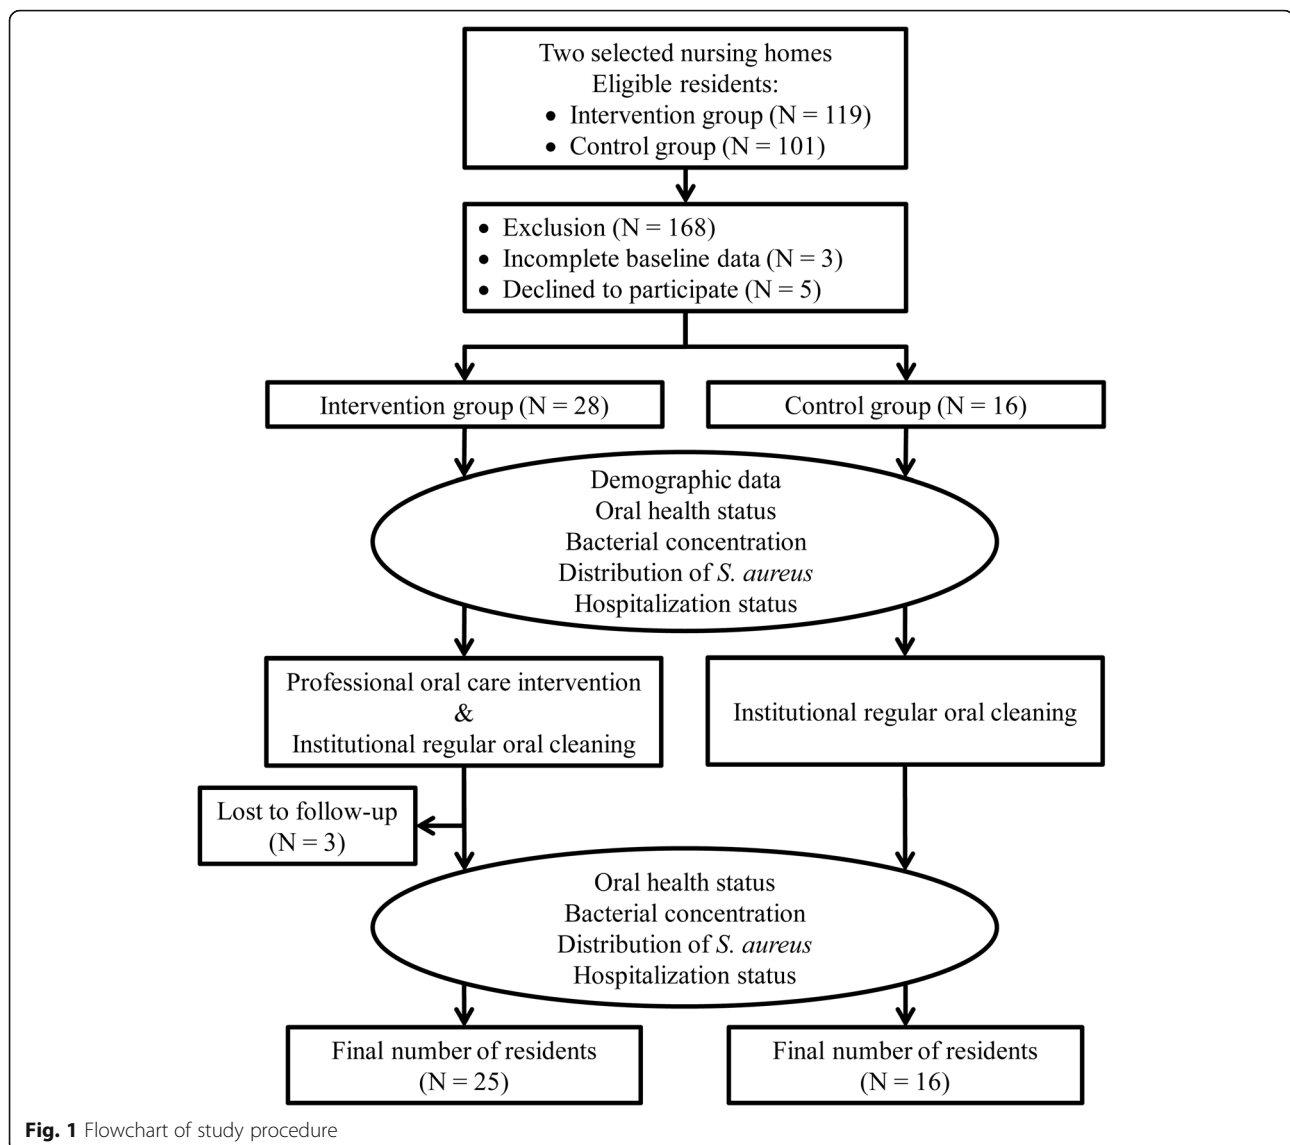 Two selected nursing homes
Eligible residents:
• Intervention group (N = 119)
• Control group (N = 101)
• Exclusion (N = 168)
• Incomplete baseline data (N = 3)
• Declined to participate (N = 5)
Intervention group (N = 28)
Control group (N = 16)
Demographic data
Oral health status
Bacterial concentration
Distribution of S. aureus
Hospitalization status
Professional oral care intervention
&
Institutional regular oral cleaning
Institutional regular oral cleaning
Lost to follow-up
(N = 3)
Oral health status
Bacterial concentration
Distribution of S. aureus
Hospitalization status
Final number of residents
(N = 25)
Final number of residents
(N = 16)
Fig. 1 Flowchart of study procedure